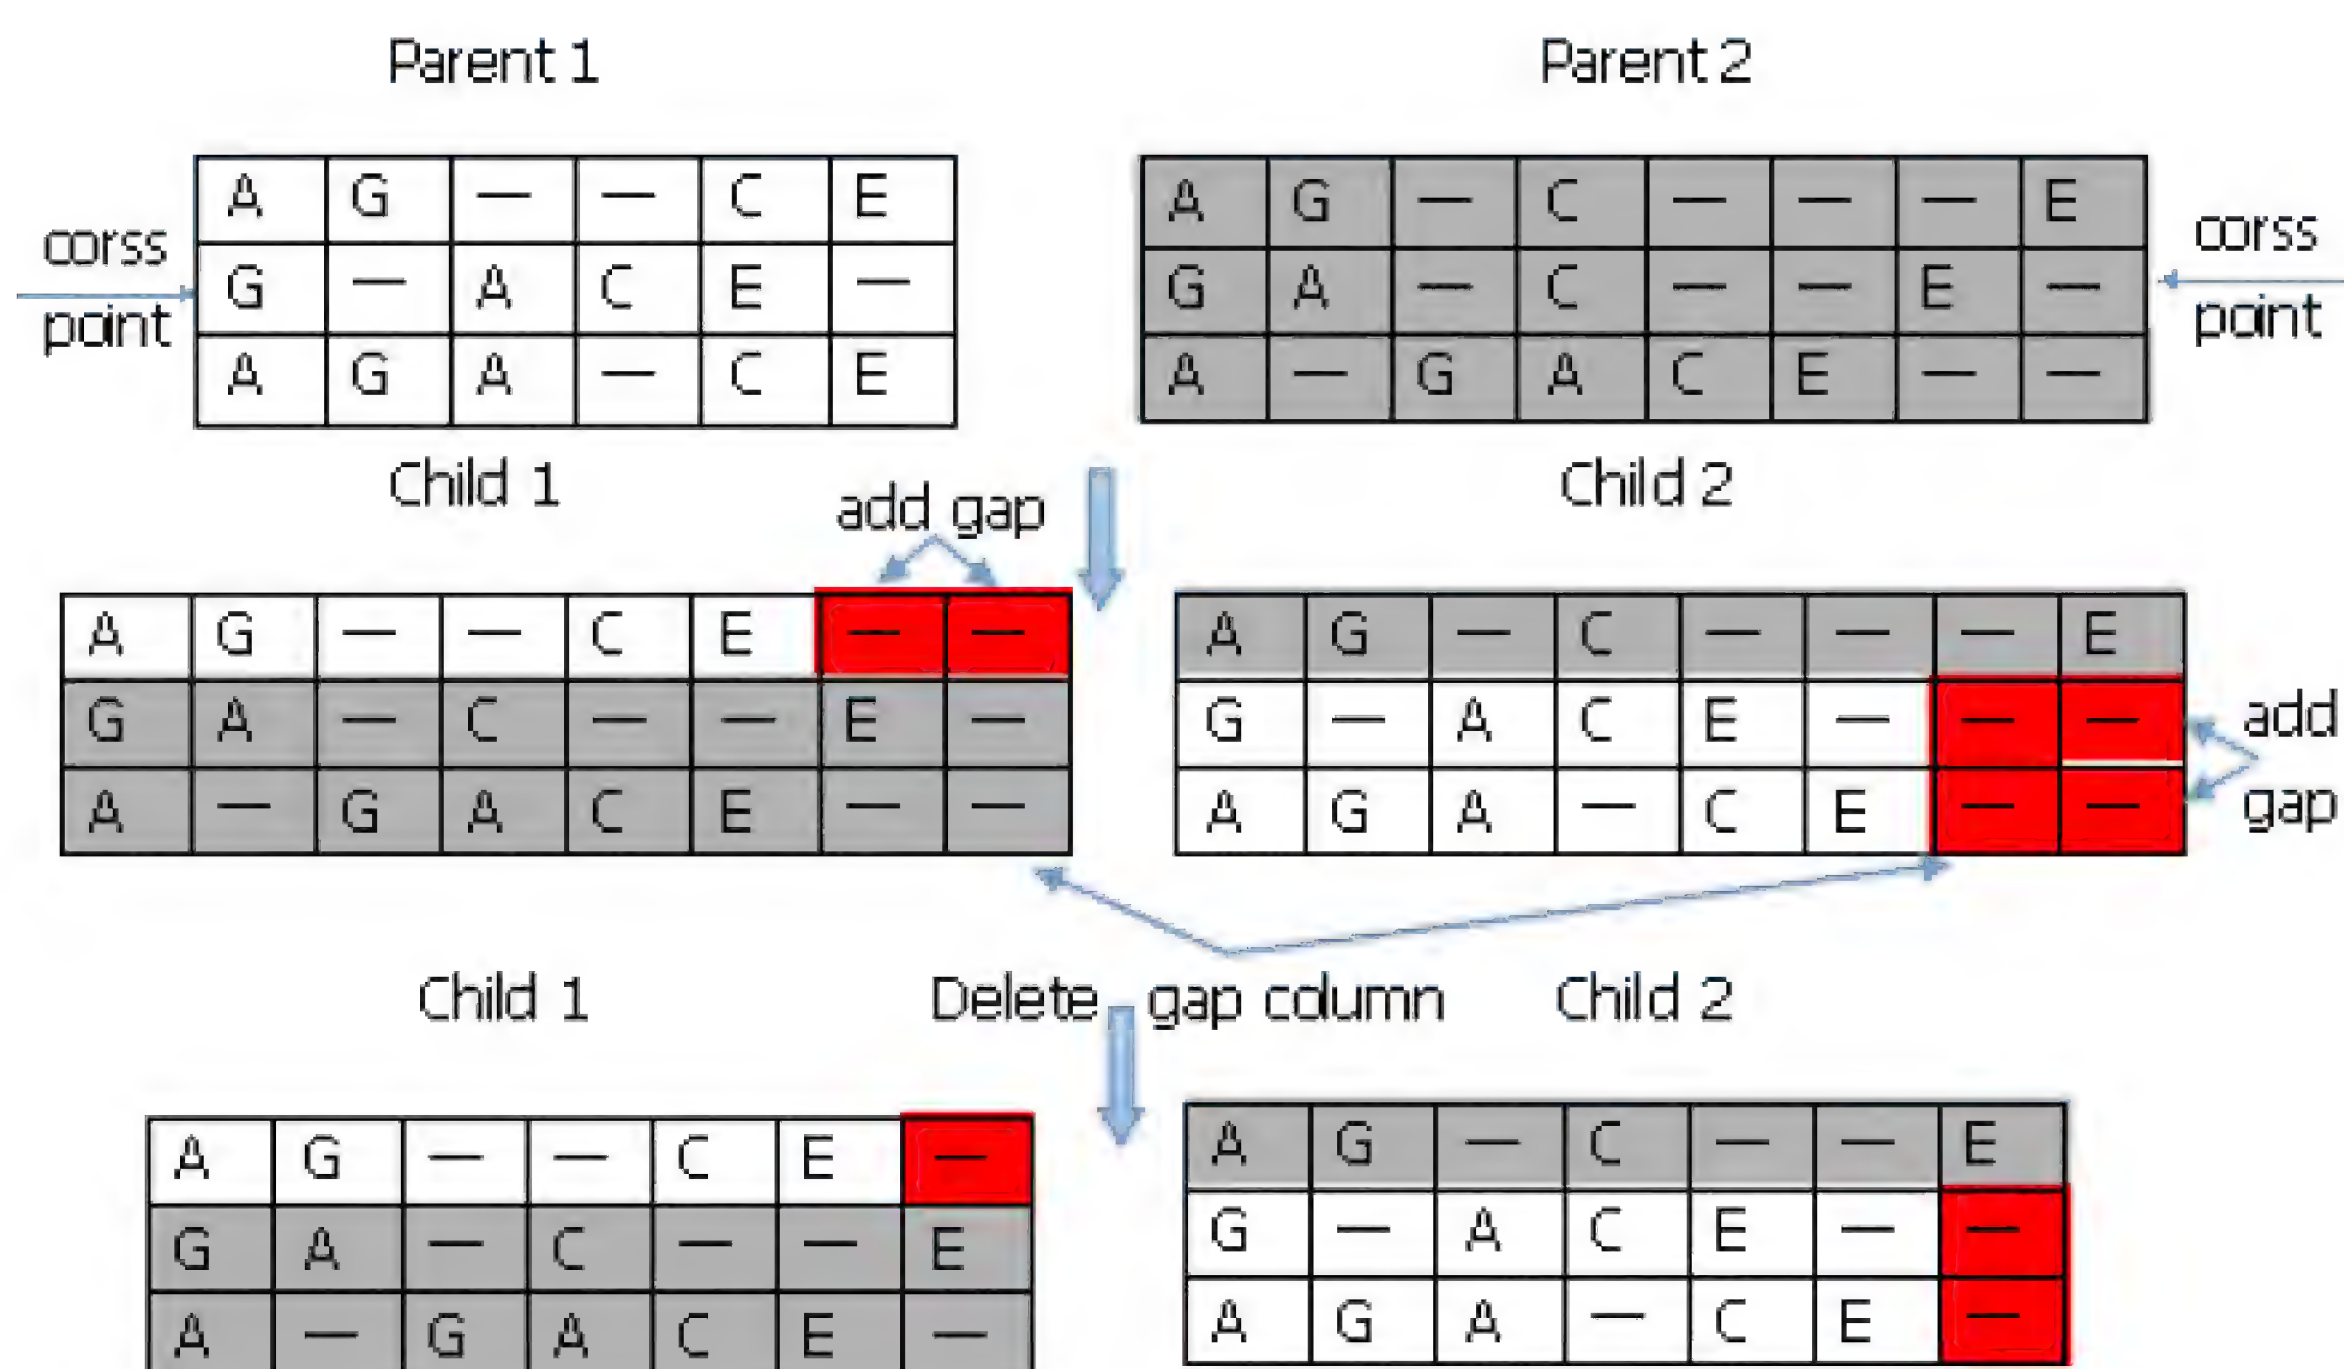 Parent 1 Parent 2
corss
point
A G — — C E
G — A C E —
A G A — C E
A G — C — — — E
G A — C — — E —
A — G A C E — —
corss
point
Child 1 Child 2
add gap
A G — — C E — —
G A — C — — E —
A — G A C E — —
A G — C — — — E
G — A C E — — —
A G A — C E — —
add
gap
Child 1 Delete gap column Child 2
A G — — C E —
G A — C — — E
A — G A C E —
A G — C — — E
G — A C E — —
A G A — C E —